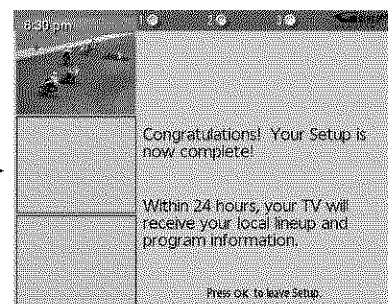 6:30 pm 1 2 3
Congratulations! Your Setup is
now complete!
Within 24 hours, your TV will
receive your local lineup and
program information.
Press OK to leave Setup.